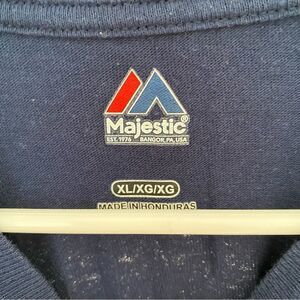 Majestic®
EST. 1976 BANGOR, PA, USA
XL/XG/XG
MADE IN HONDURAS